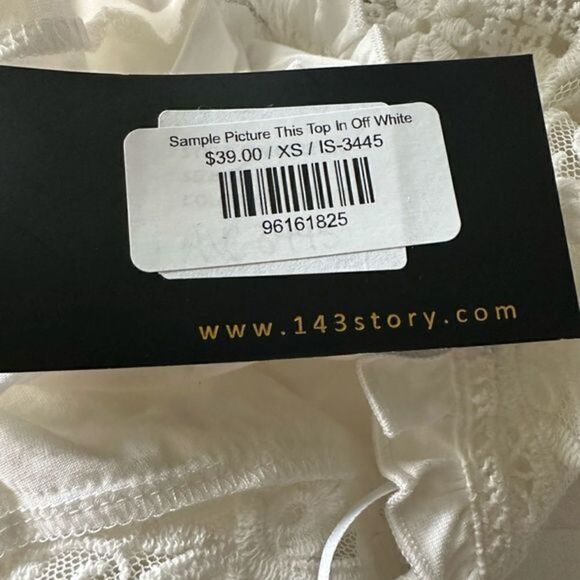 Sample Picture This Top In Off White
$39.00 / XS / IS-3445
96161825
www.143story.com